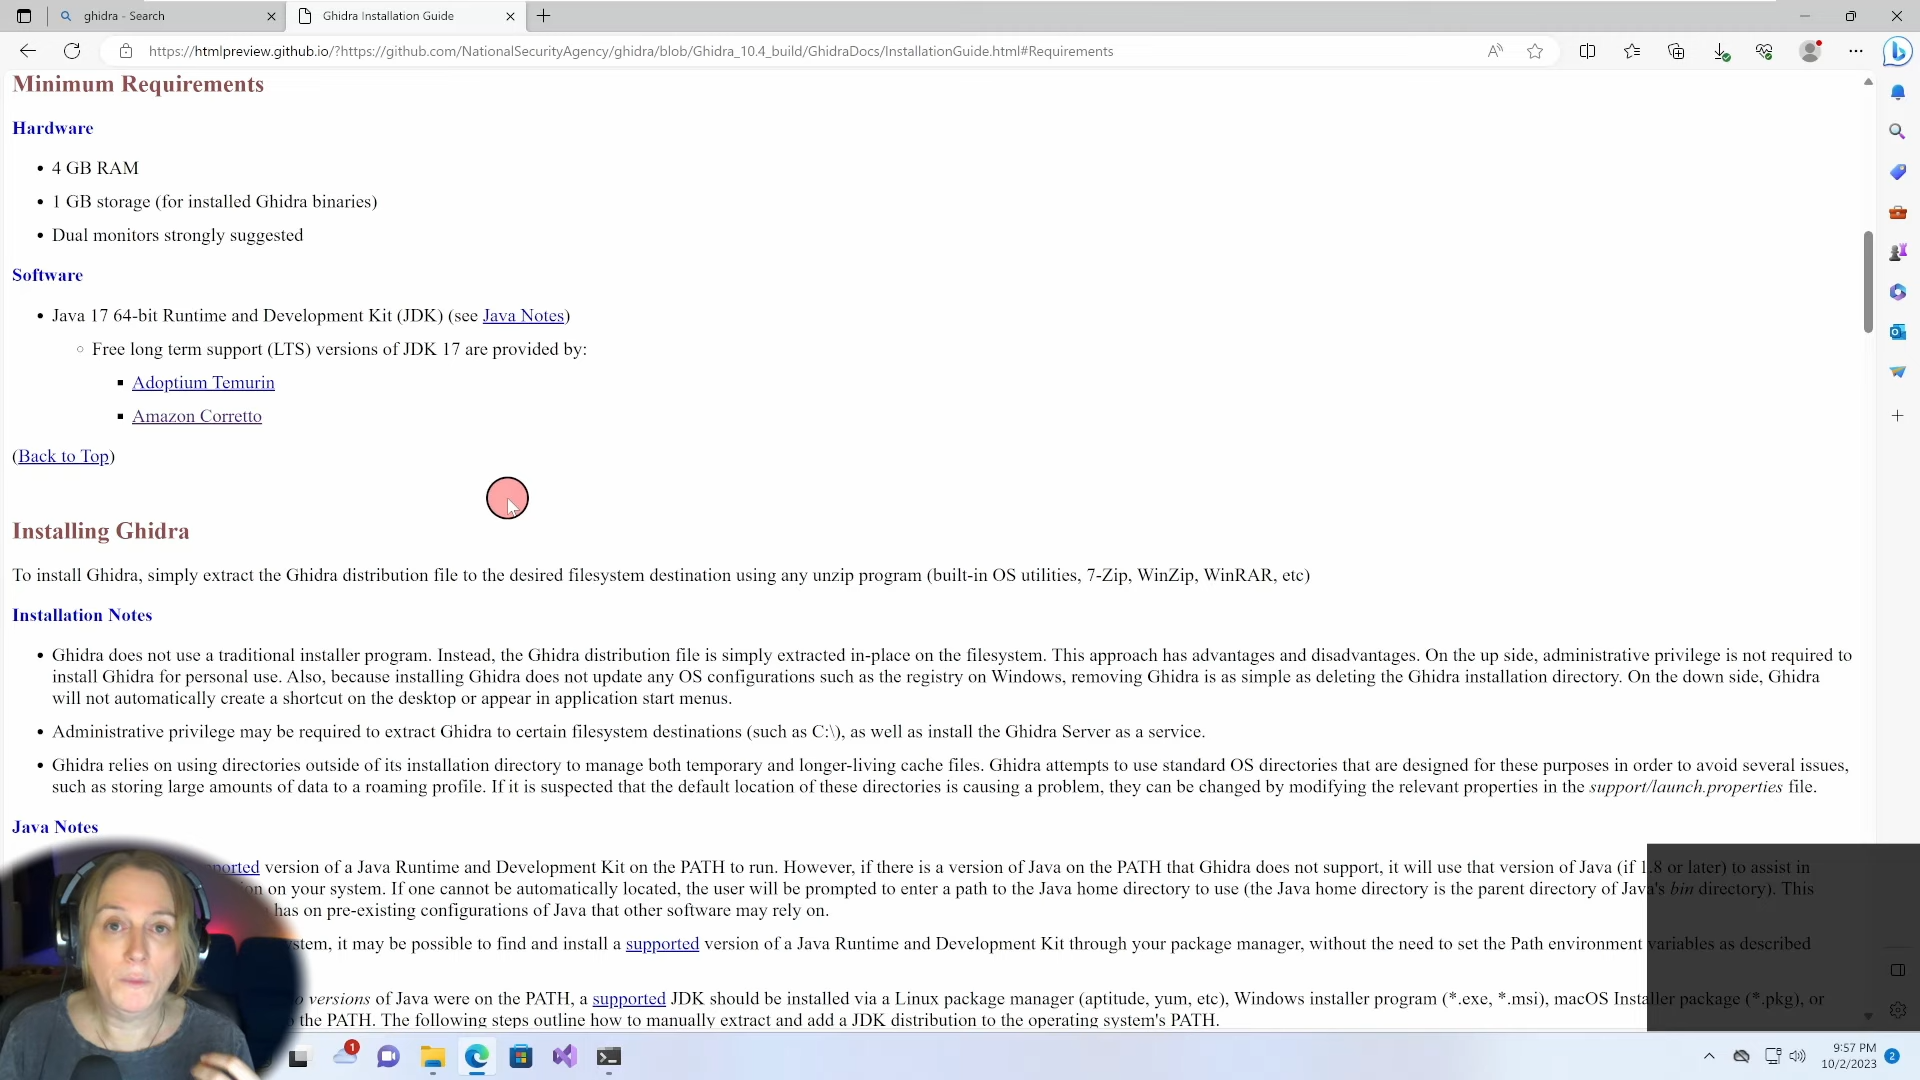 ghidra - Search
Ghidra Installation Guide
https://htmlpreview.github.io/?https://github.com/NationalSecurityAgency/ghidra/blob/Ghidra_10.4_build/GhidraDocs/InstallationGuide.html#Requirements
Minimum Requirements
Hardware
• 4 GB RAM
• 1 GB storage (for installed Ghidra binaries)
• Dual monitors strongly suggested
Software
• Java 17 64-bit Runtime and Development Kit (JDK) (see Java Notes)
◦ Free long term support (LTS) versions of JDK 17 are provided by:
▪ Adoptium Temurin
▪ Amazon Corretto
(Back to Top)
Installing Ghidra
To install Ghidra, simply extract the Ghidra distribution file to the desired filesystem destination using any unzip program (built-in OS utilities, 7-Zip, WinZip, WinRAR, etc)
Installation Notes
• Ghidra does not use a traditional installer program. Instead, the Ghidra distribution file is simply extracted in-place on the filesystem. This approach has advantages and disadvantages. On the up side, administrative privilege is not required to
install Ghidra for personal use. Also, because installing Ghidra does not update any OS configurations such as the registry on Windows, removing Ghidra is as simple as deleting the Ghidra installation directory. On the down side, Ghidra
will not automatically create a shortcut on the desktop or appear in application start menus.
• Administrative privilege may be required to extract Ghidra to certain filesystem destinations (such as C:\), as well as install the Ghidra Server as a service.
• Ghidra relies on using directories outside of its installation directory to manage both temporary and longer-living cache files. Ghidra attempts to use standard OS directories that are designed for these purposes in order to avoid several issues,
such as storing large amounts of data to a roaming profile. If it is suspected that the default location of these directories is causing a problem, they can be changed by modifying the relevant properties in the support/launch.properties file.
Java Notes
version of a Java Runtime and Development Kit on the PATH to run. However, if there is a version of Java on the PATH that Ghidra does not support, it will use that version of Java (if 1.8 or later) to assist in
on your system. If one cannot be automatically located, the user will be prompted to enter a path to the Java home directory to use (the Java home directory is the parent directory of Java's bin directory). This
has on pre-existing configurations of Java that other software may rely on.
it may be possible to find and install a supported version of a Java Runtime and Development Kit through your package manager, without the need to set the Path environment variables as described
versions of Java were on the PATH, a supported JDK should be installed via a Linux package manager (aptitude, yum, etc), Windows installer program (*.exe, *.msi), macOS Installer package (*.pkg), or
the PATH. The following steps outline how to manually extract and add a JDK distribution to the operating system's PATH.
1
9:57 PM
10/2/2023
2